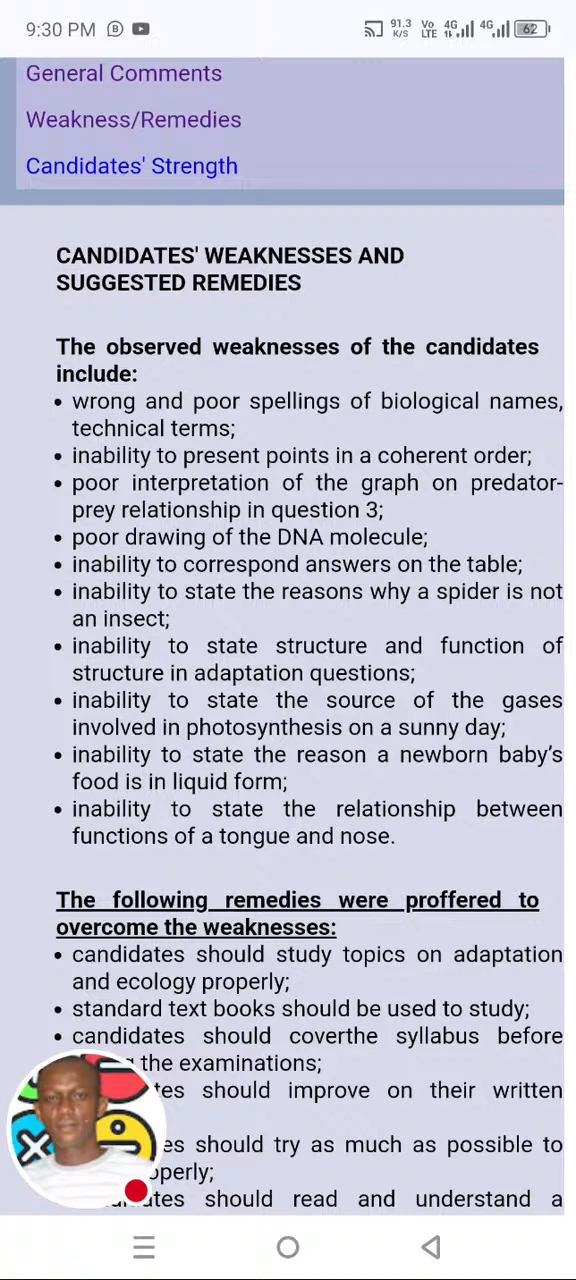 9:30 PM
91.3 K/S Vo LTE 4G 4G 62
General Comments
Weakness/Remedies
Candidates' Strength
CANDIDATES' WEAKNESSES AND
SUGGESTED REMEDIES
The observed weaknesses of the candidates
include:
• wrong and poor spellings of biological names,
technical terms;
• inability to present points in a coherent order;
• poor interpretation of the graph on predator-
prey relationship in question 3;
• poor drawing of the DNA molecule;
• inability to correspond answers on the table;
• inability to state the reasons why a spider is not
an insect;
• inability to state structure and function of
structure in adaptation questions;
• inability to state the source of the gases
involved in photosynthesis on a sunny day;
• inability to state the reason a newborn baby's
food is in liquid form;
• inability to state the relationship between
functions of a tongue and nose.
The following remedies were proffered to
overcome the weaknesses:
• candidates should study topics on adaptation
and ecology properly;
• standard text books should be used to study;
• candidates should coverthe syllabus before
the examinations;
should improve on their written
should try as much as possible to
should read and understand a